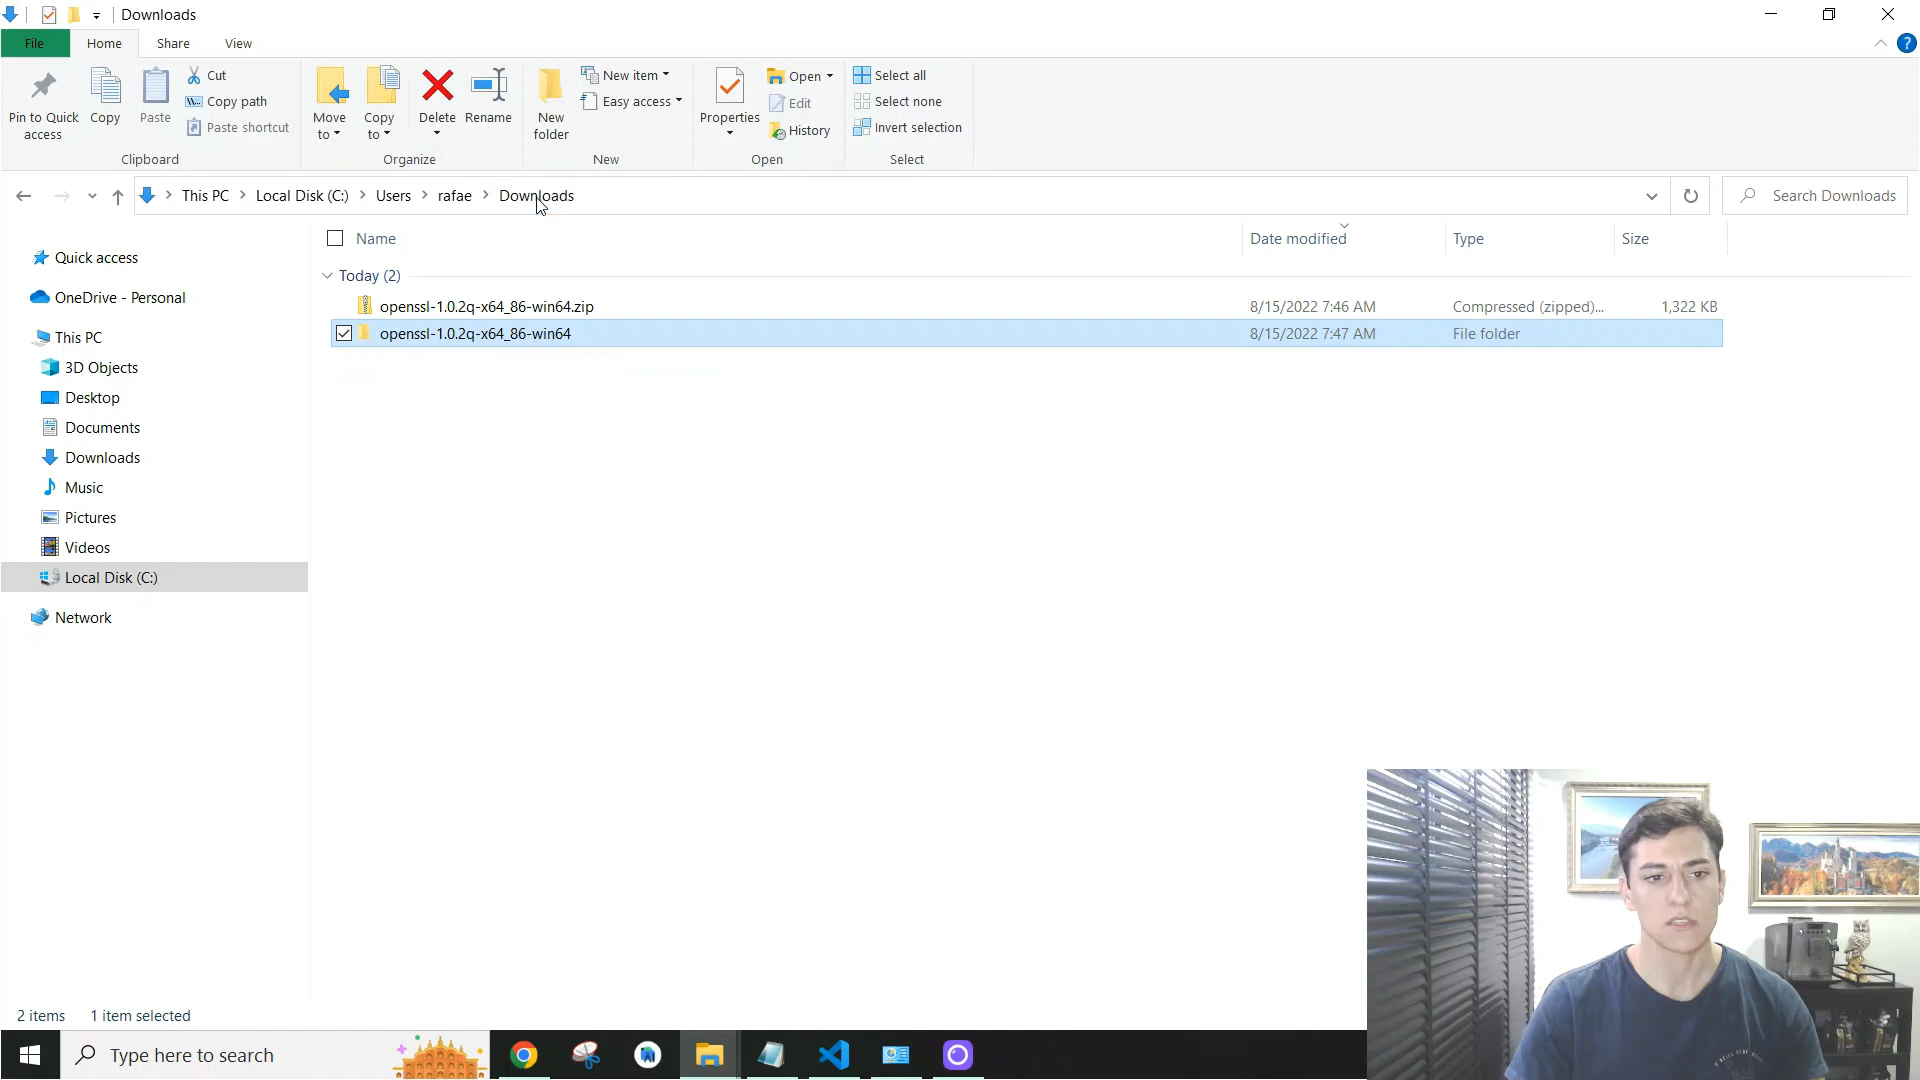 Downloads
File Home Share View
Pin to Quick access
Copy
Paste
Cut
Copy path
Paste shortcut
Clipboard
Move to
Copy to
Delete
Rename
Organize
New folder
New item
Easy access
New
Properties
Open
Edit
History
Open
Select all
Select none
Invert selection
Select
This PC Local Disk (C:) Users rafae Downloads
Search Downloads
Name Date modified Type Size
Today (2)
openssl-1.0.2q-x64_86-win64.zip 8/15/2022 7:46 AM Compressed (zipped)... 1,322 KB
openssl-1.0.2q-x64_86-win64 8/15/2022 7:47 AM File folder
Quick access
OneDrive - Personal
This PC
3D Objects
Desktop
Documents
Downloads
Music
Pictures
Videos
Local Disk (C:)
Network
2 items 1 item selected
Type here to search